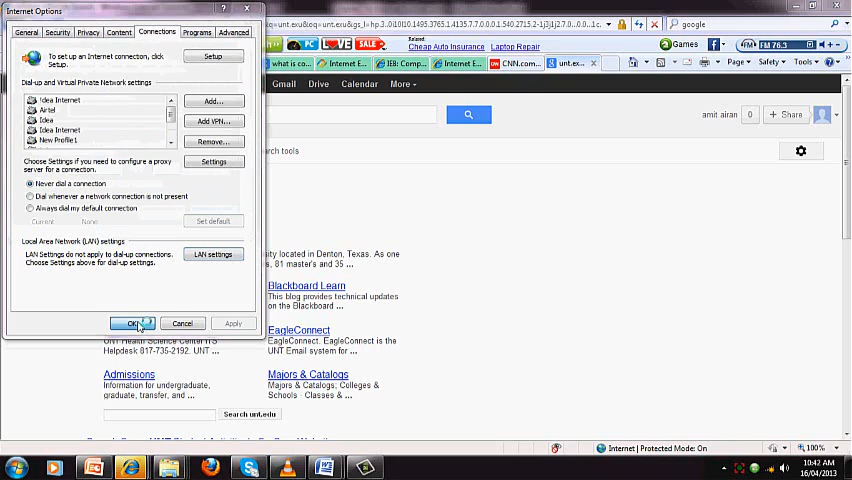 Internet Options
General Security Privacy Content Connections Programs Advanced
To set up an Internet connection, click
Setup.
Setup
Dial-up and Virtual Private Network settings
Idea Internet
Airtel
Idea
Idea Internet
New Profile1
Add...
Add VPN...
Remove...
Choose Settings if you need to configure a proxy
server for a connection.
Settings
Never dial a connection
Dial whenever a network connection is not present
Always dial my default connection
Current None
Set default
Local Area Network (LAN) settings
LAN Settings do not apply to dial-up connections.
Choose Settings above for dial-up settings.
LAN settings
OK Cancel Apply
google
LOVE SALE
Cheap Auto Insurance Laptop Repair
Games
FM 76.3
what is co... Internet E... IEB: Comp... Internet E... CNN.com... unt.ex...
Page Safety Tools
Gmail Drive Calendar More
amit airan 0 + Share
arch tools
sity located in Denton, Texas. As one
, 81 master's and 35 ...
Blackboard Learn
This blog provides technical updates
on the Blackboard ...
EagleConnect
EagleConnect. EagleConnect is the
UNT Email system for ...
UNT Health Science Center ITS
Helpdesk 817-735-2192. UNT ...
Admissions
Information for undergraduate,
graduate, transfer, and ...
Majors & Catalogs
Majors & Catalogs; Colleges &
Schools · Classes & ...
Search unt.edu
Internet | Protected Mode: On
100%
10:42 AM
16/04/2013